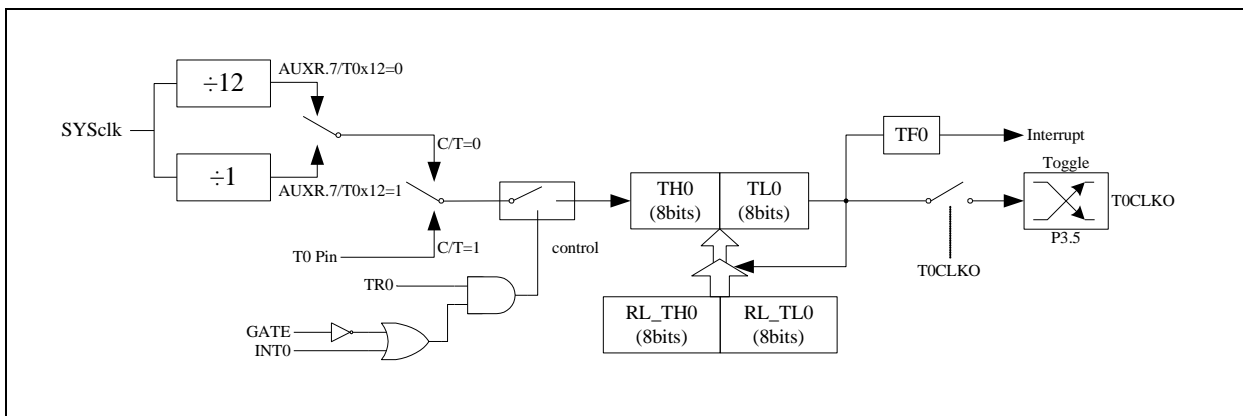 ÷12
AUXR.7/T0x12=0
SYSclk
÷1
AUXR.7/T0x12=1
C/T=0
T0 Pin
C/T=1
control
TR0
GATE
INT0
TH0
(8bits)
TL0
(8bits)
RL_TH0
(8bits)
RL_TL0
(8bits)
TF0
Interrupt
Toggle
T0CLKO
P3.5
T0CLKO